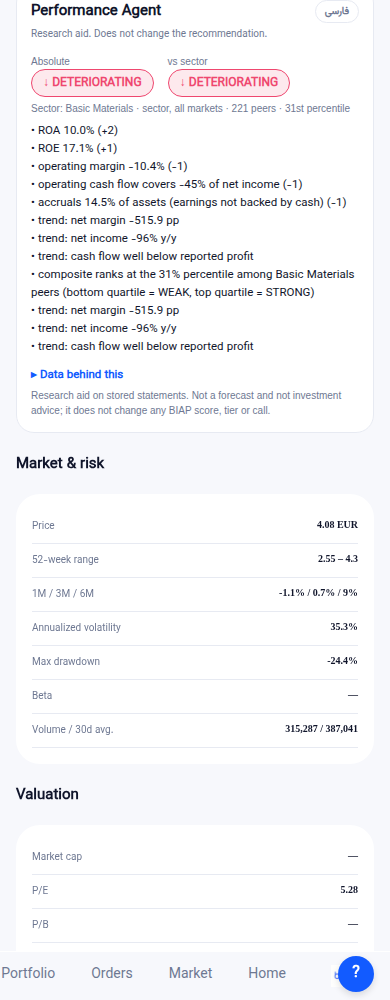 Performance Agent
فارسی
Research aid. Does not change the recommendation.
Absolute
vs sector
↓ DETERIORATING
↓ DETERIORATING
Sector: Basic Materials · sector, all markets · 221 peers · 31st percentile
• ROA 10.0% (+2)
• ROE 17.1% (+1)
• operating margin -10.4% (-1)
• operating cash flow covers -45% of net income (-1)
• accruals 14.5% of assets (earnings not backed by cash) (-1)
• trend: net margin -515.9 pp
• trend: net income -96% y/y
• trend: cash flow well below reported profit
• composite ranks at the 31% percentile among Basic Materials
peers (bottom quartile = WEAK, top quartile = STRONG)
• trend: net margin -515.9 pp
• trend: net income -96% y/y
• trend: cash flow well below reported profit
▸ Data behind this
Research aid on stored statements. Not a forecast and not investment
advice; it does not change any BIAP score, tier or call.
Market & risk
Price 4.08 EUR
52-week range 2.55 – 4.3
1M / 3M / 6M -1.1% / 0.7% / 9%
Annualized volatility 35.3%
Max drawdown -24.4%
Beta —
Volume / 30d avg. 315,287 / 387,041
Valuation
Market cap —
P/E 5.28
P/B —
Portfolio Orders Market Home ?